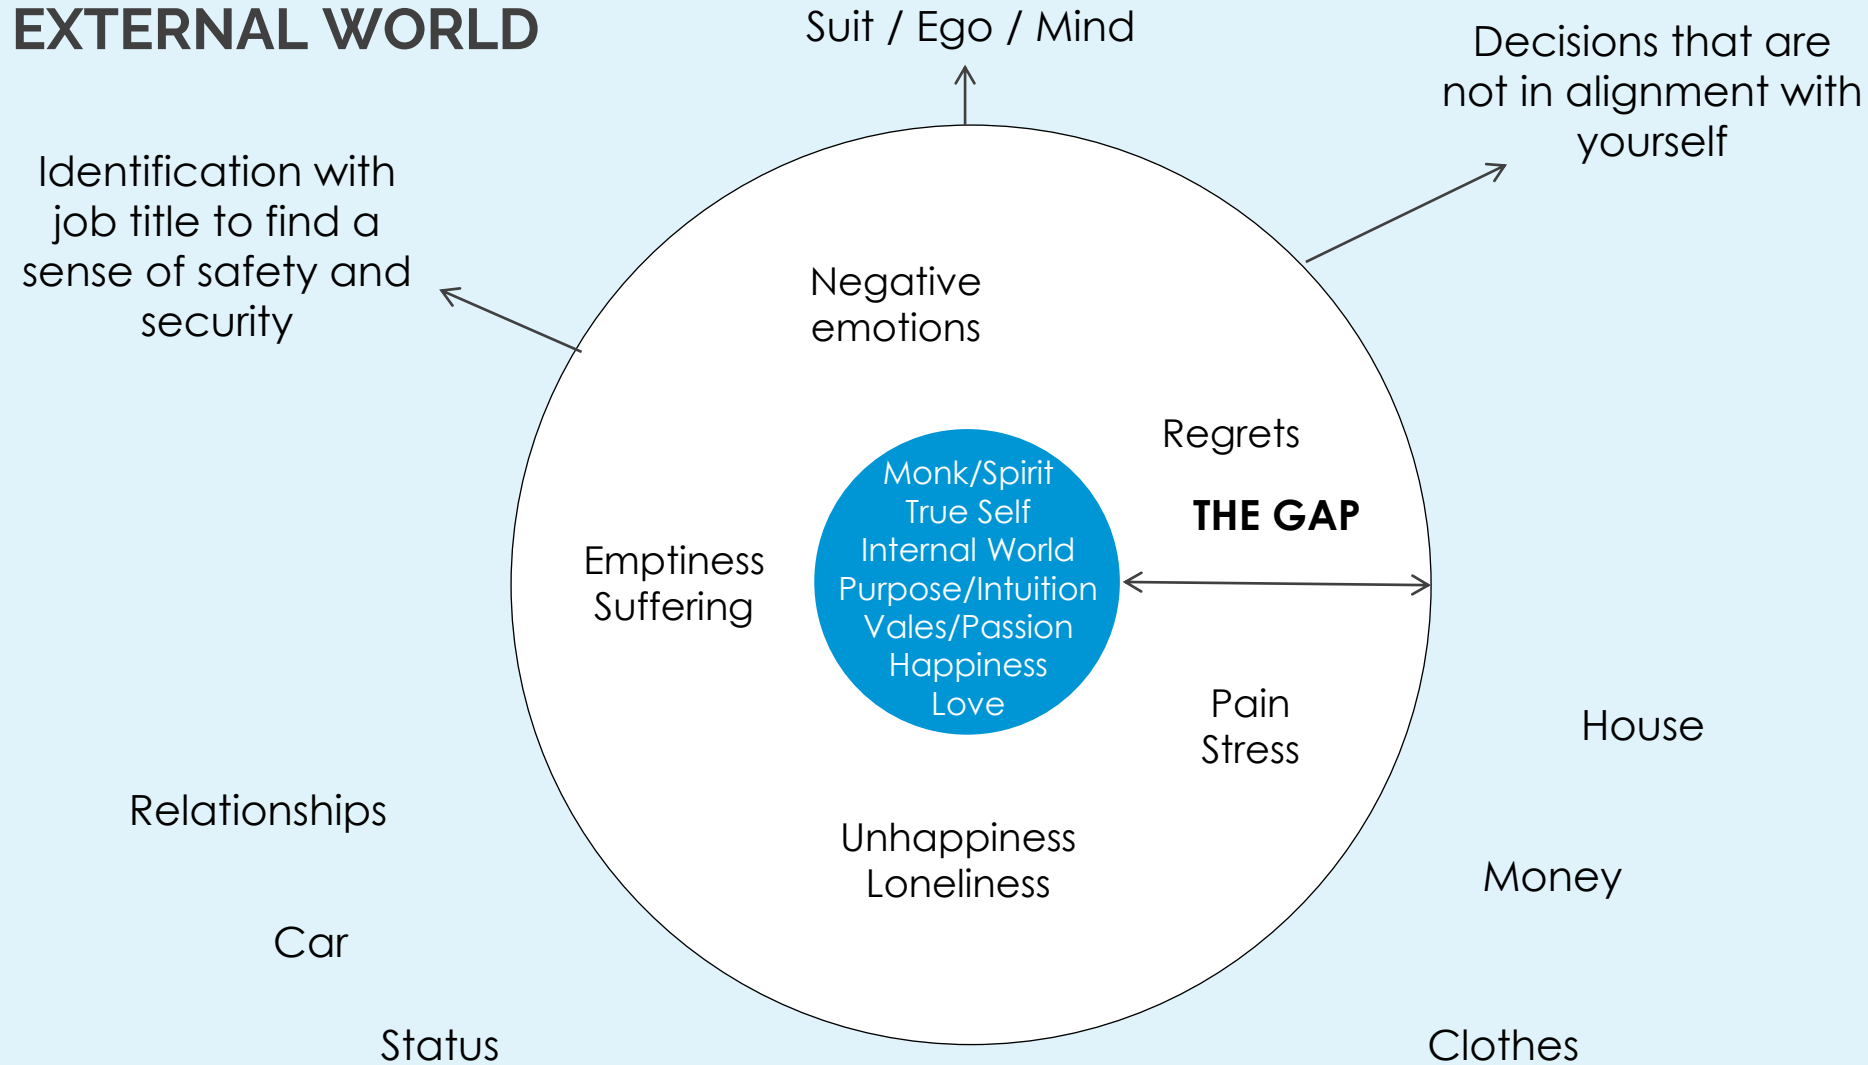 EXTERNAL WORLD
Suit / Ego / Mind
Decisions that are
not in alignment with
yourself
Identification with
job title to find a
sense of safety and
security
Negative
emotions
Regrets
THE GAP
Monk/Spirit
True Self
Internal World
Purpose/Intuition
Vales/Passion
Happiness
Love
Emptiness
Suffering
Pain
Stress
Unhappiness
Loneliness
House
Relationships
Money
Car
Status
Clothes